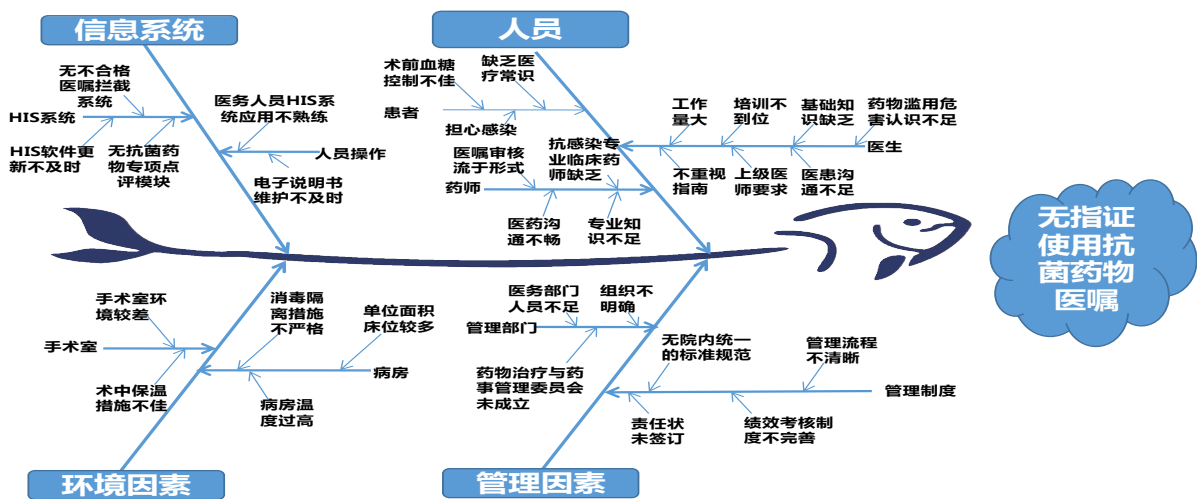 信息系统
人员
无不合格
医嘱拦截
系统
HIS系统
HIS软件更
新不及时
无抗菌药
物专项点
评模块
医务人员HIS系
统应用不熟练
人员操作
电子说明书
维护不及时
术前血糖
控制不佳
缺乏医
疗常识
患者
担心感染
医嘱审核
流于形式
抗感染专
业临床药
师缺乏
药师
医药沟
通不畅
专业知
识不足
工作
量大
培训不
到位
基础知
识缺乏
药物滥用危
害认识不足
医生
不重视
指南
上级医
师要求
医患沟
通不足
无指证
使用抗
菌药物
医嘱
手术室环
境较差
手术室
术中保温
措施不佳
消毒隔
离措施
不严格
单位面积
床位较多
病房
病房温
度过高
医务部门
人员不足
组织不
明确
管理部门
药物治疗与药
事管理委员会
未成立
无院内统一
的标准规范
管理流程
不清晰
管理制度
责任状
未签订
绩效考核制
度不完善
环境因素
管理因素